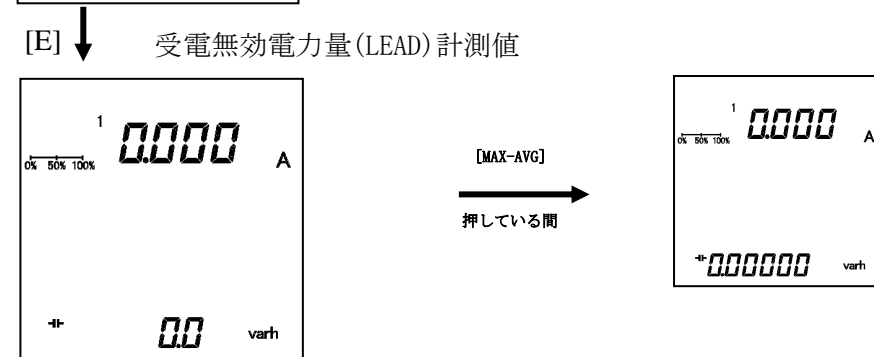 [E] 受電無効電力量(LEAD)計測値
1
0.000 A
0% 50% 100%
0.0 varh
[MAX-AVG]
押している間
1
0.000 A
0% 50% 100%
0.00000 varh